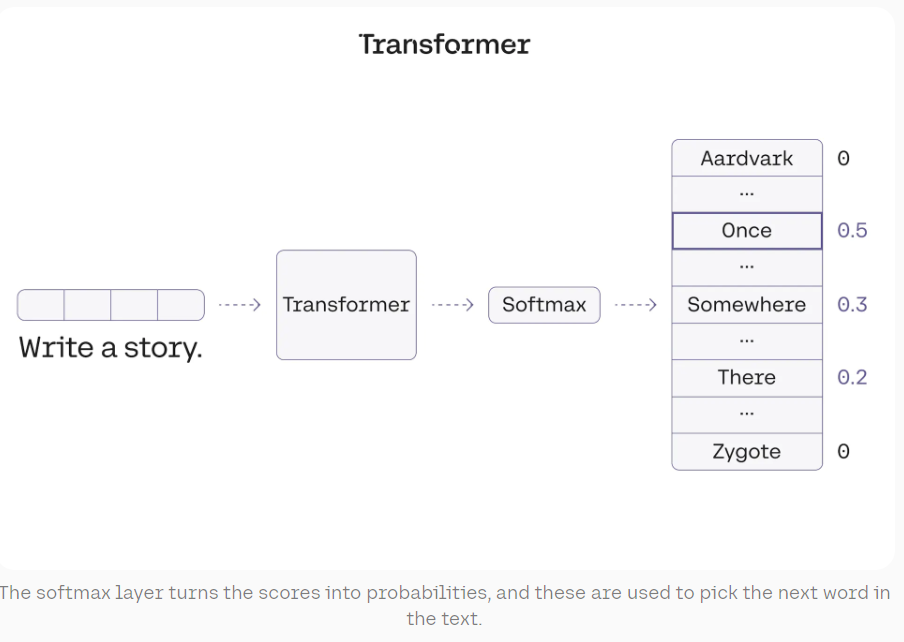 Transformer
Aardvark 0
...
Once 0.5
...
Transformer
Softmax
Somewhere 0.3
Write a story.
...
There 0.2
...
Zygote 0
The softmax layer turns the scores into probabilities, and these are used to pick the next word in
the text.